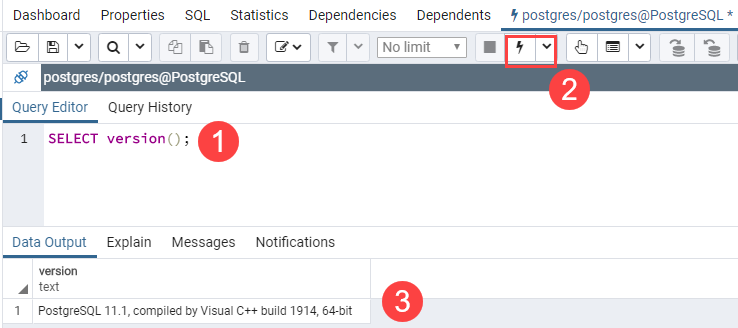 Dashboard Properties SQL Statistics Dependencies Dependents postgres/postgres@PostgreSQL *
No limit
2
postgres/postgres@PostgreSQL
Query Editor Query History
1 SELECT version(); 1
Data Output Explain Messages Notifications
version
text
3
1 PostgreSQL 11.1, compiled by Visual C++ build 1914, 64-bit